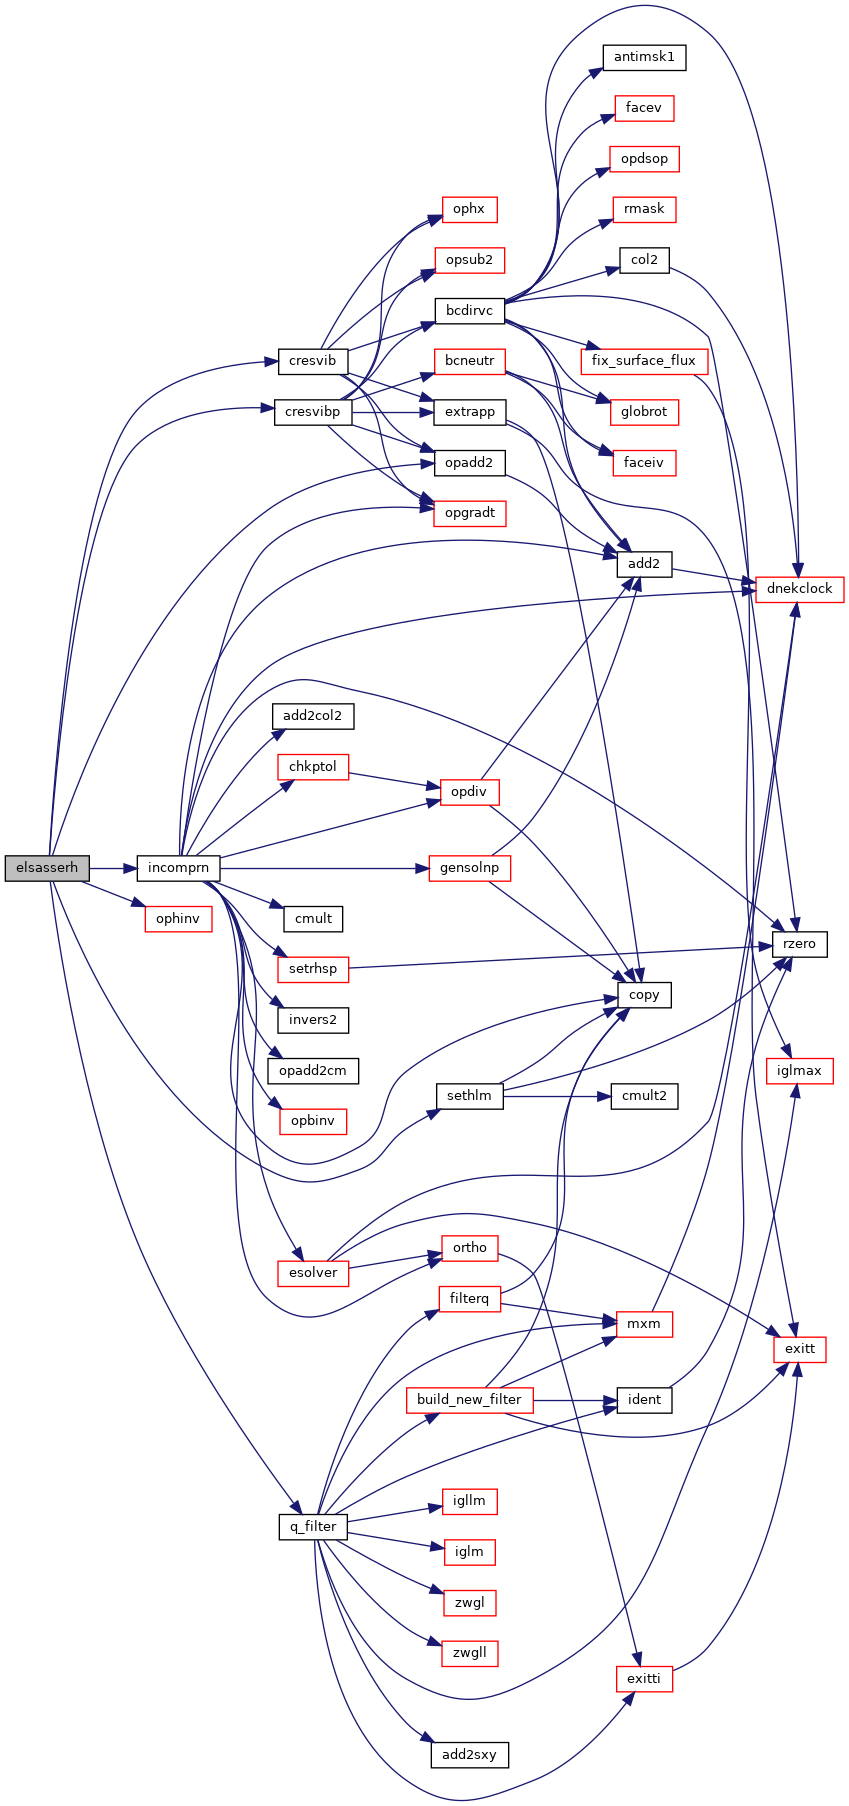 antimsk1
facev
opdsop
ophx
rmask
opsub2
col2
bcdirvc
cresvib
bcneutr
fix_surface_flux
cresvibp
extrapp
globrot
opadd2
faceiv
opgradt
add2
dnekclock
add2col2
chkptol
opdiv
elsasserh
incomprn
gensolnp
ophinv
cmult
rzero
setrhsp
copy
invers2
opadd2cm
iglmax
sethlm
cmult2
opbinv
ortho
esolver
filterq
mxm
exitt
build_new_filter
ident
igllm
q_filter
iglm
zwgl
zwgll
exitti
add2sxy